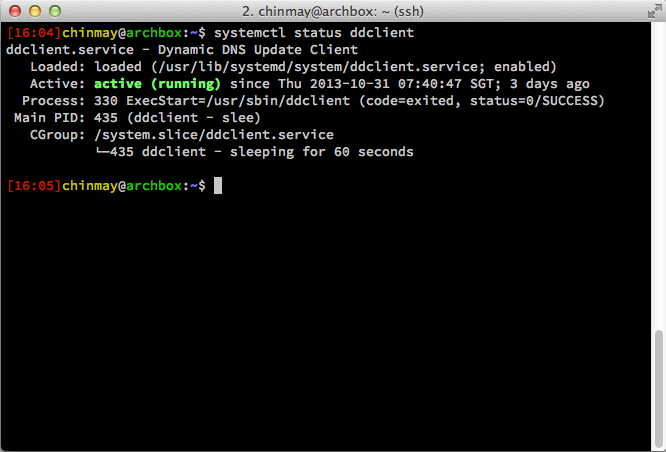 2. chinmay@archbox: ~ (ssh)
[16:04]chinmay@archbox:~$ systemctl status ddclient
ddclient.service - Dynamic DNS Update Client
   Loaded: loaded (/usr/lib/systemd/system/ddclient.service; enabled)
   Active: active (running) since Thu 2013-10-31 07:40:47 SGT; 3 days ago
  Process: 330 ExecStart=/usr/sbin/ddclient (code=exited, status=0/SUCCESS)
 Main PID: 435 (ddclient - slee)
   CGroup: /system.slice/ddclient.service
           └─435 ddclient - sleeping for 60 seconds
[16:05]chinmay@archbox:~$